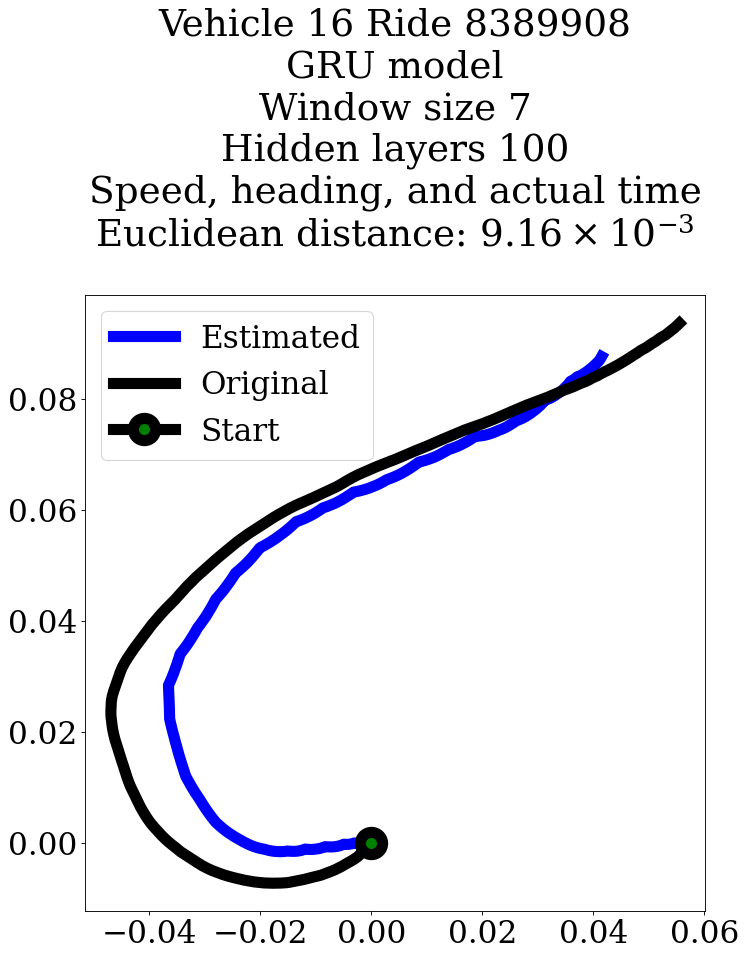 Vehicle 16 Ride 8389908
GRU model
Window size 7
Hidden layers 100
Speed, heading, and actual time
Euclidean distance: 9.16 × 10⁻³
Estimated
Original
Start
0.08
0.06
0.04
0.02
0.00
−0.04 −0.02 0.00 0.02 0.04 0.06